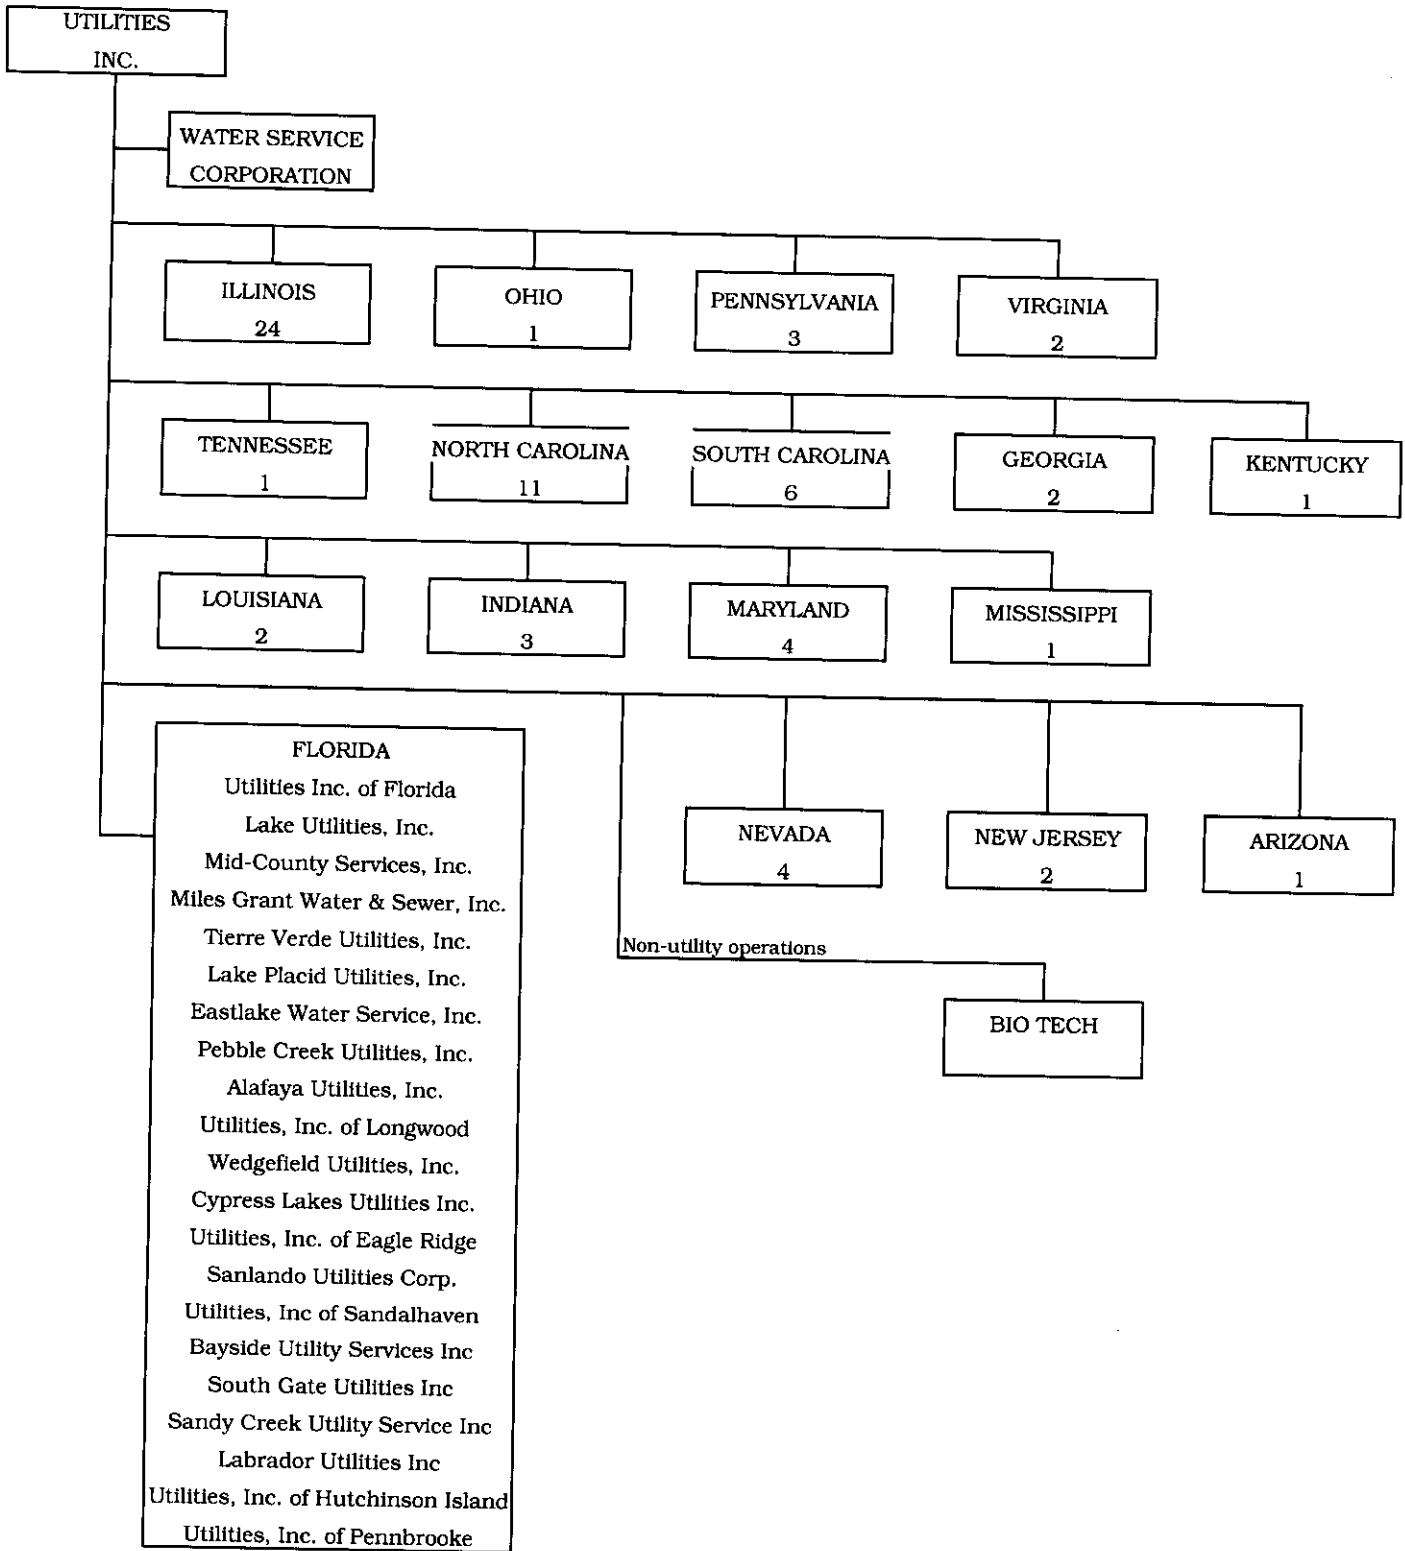 UTILITIES
INC.
WATER SERVICE
CORPORATION
ILLINOIS
24
OHIO
1
PENNSYLVANIA
3
VIRGINIA
2
TENNESSEE
1
NORTH CAROLINA
11
SOUTH CAROLINA
6
GEORGIA
2
KENTUCKY
1
LOUISIANA
2
INDIANA
3
MARYLAND
4
MISSISSIPPI
1
FLORIDA
Utilities Inc. of Florida
Lake Utilities, Inc.
Mid-County Services, Inc.
Miles Grant Water & Sewer, Inc.
Tierre Verde Utilities, Inc.
Lake Placid Utilities, Inc.
Eastlake Water Service, Inc.
Pebble Creek Utilities, Inc.
Alafaya Utilities, Inc.
Utilities, Inc. of Longwood
Wedgefield Utilities, Inc.
Cypress Lakes Utilities Inc.
Utilities, Inc. of Eagle Ridge
Sanlando Utilities Corp.
Utilities, Inc of Sandalhaven
Bayside Utility Services Inc
South Gate Utilities Inc
Sandy Creek Utility Service Inc
Labrador Utilities Inc
Utilities, Inc. of Hutchinson Island
Utilities, Inc. of Pennbrooke
NEVADA
4
NEW JERSEY
2
ARIZONA
1
Non-utility operations
BIO TECH